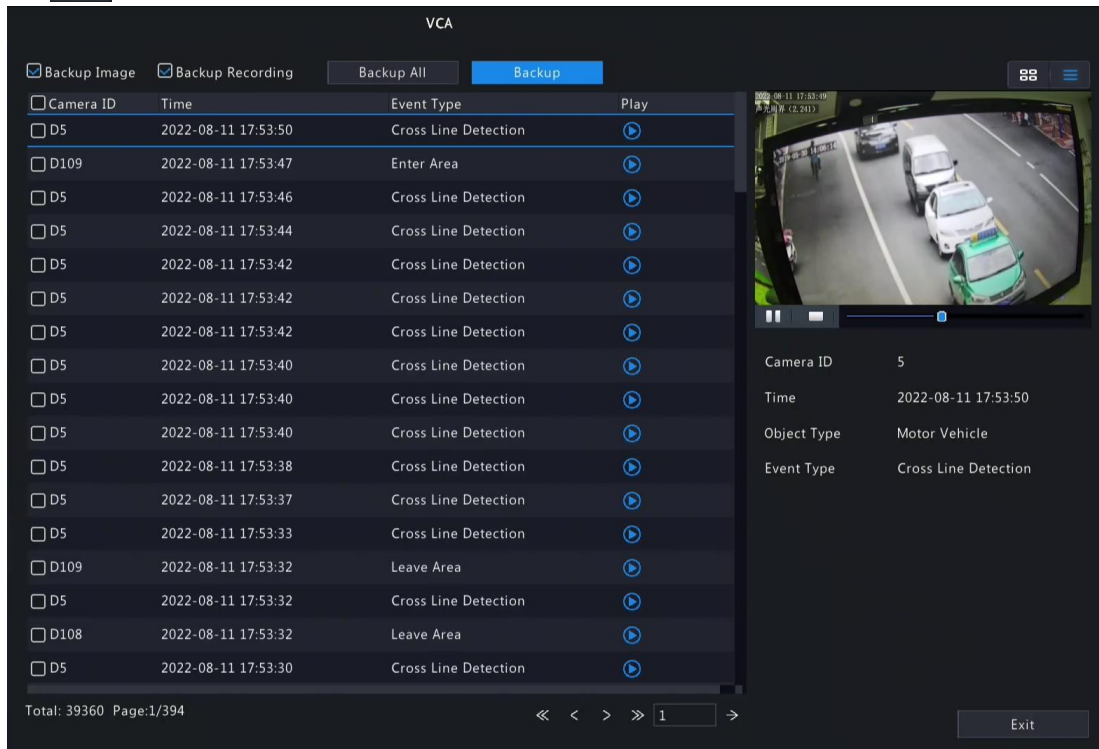 VCA
Backup Image Backup Recording Backup All Backup
Camera ID Time Event Type Play
D5 2022-08-11 17:53:50 Cross Line Detection
D109 2022-08-11 17:53:47 Enter Area
D5 2022-08-11 17:53:46 Cross Line Detection
D5 2022-08-11 17:53:44 Cross Line Detection
D5 2022-08-11 17:53:42 Cross Line Detection
D5 2022-08-11 17:53:42 Cross Line Detection
D5 2022-08-11 17:53:42 Cross Line Detection
D5 2022-08-11 17:53:40 Cross Line Detection
D5 2022-08-11 17:53:40 Cross Line Detection
D5 2022-08-11 17:53:40 Cross Line Detection
D5 2022-08-11 17:53:38 Cross Line Detection
D5 2022-08-11 17:53:37 Cross Line Detection
D5 2022-08-11 17:53:33 Cross Line Detection
D109 2022-08-11 17:53:32 Leave Area
D5 2022-08-11 17:53:32 Cross Line Detection
D108 2022-08-11 17:53:32 Leave Area
D5 2022-08-11 17:53:30 Cross Line Detection
Total: 39360 Page:1/394
1
2022-08-11 17:53:49
(2.241)
Camera ID 5
Time 2022-08-11 17:53:50
Object Type Motor Vehicle
Event Type Cross Line Detection
Exit